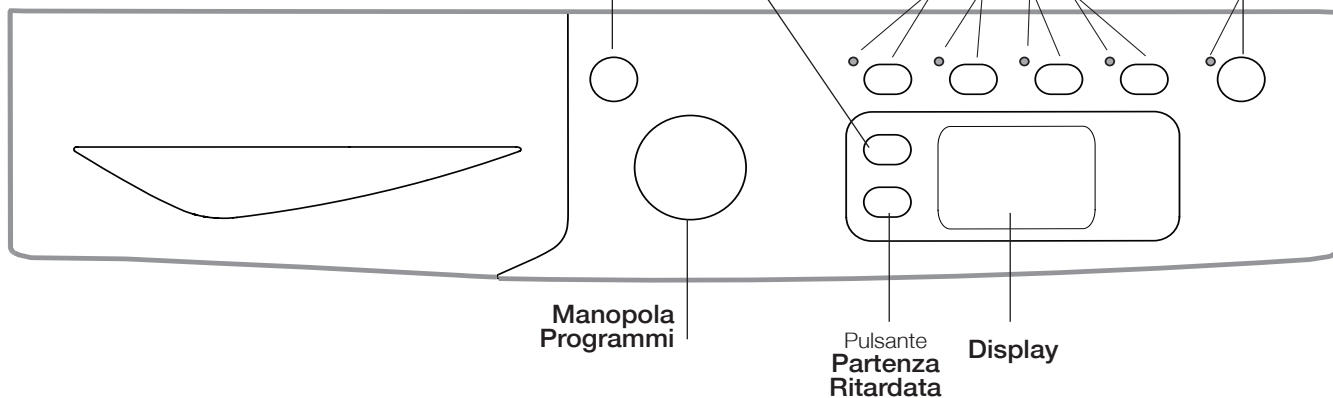 Manopola
Programmi
Pulsante
Partenza
Ritardata
Display